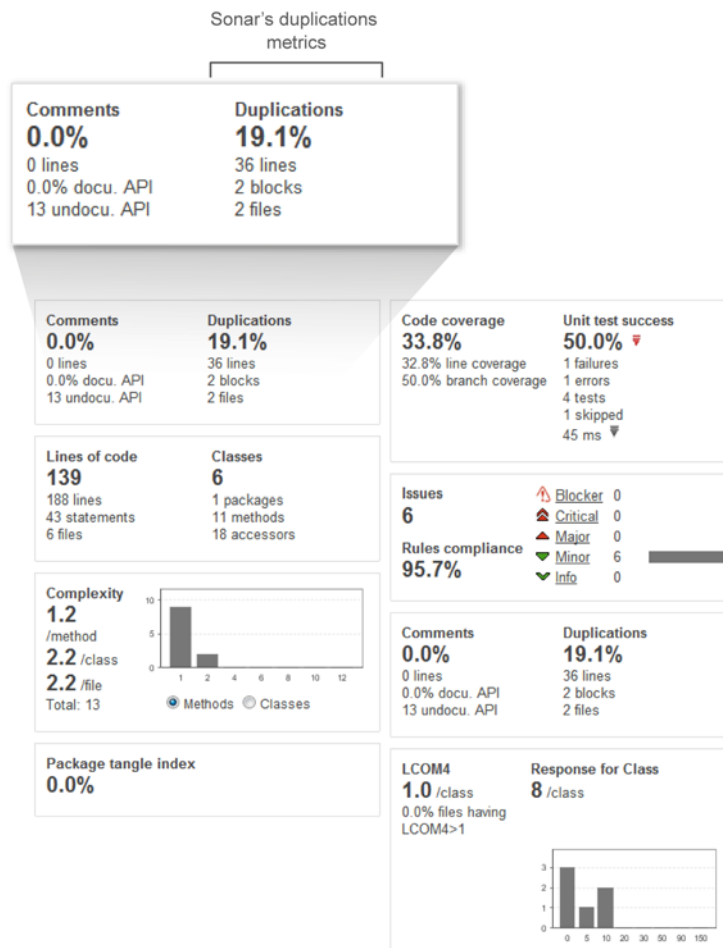 Sonar's duplications
metrics
Comments Duplications
0.0% 19.1%
0 lines 36 lines
0.0% docu. API 2 blocks
13 undocu. API 2 files
Comments Duplications
0.0% 19.1%
0 lines 36 lines
0.0% docu. API 2 blocks
13 undocu. API 2 files
Lines of code Classes
139 6
188 lines 1 packages
43 statements 11 methods
6 files 18 accessors
Complexity
1.2
/method
2.2 /class
2.2 /file
Total: 13
10
5
0
1 2 4 6 8 10 12
Methods Classes
Package tangle index
0.0%
Code coverage Unit test success
33.8% 50.0%
32.8% line coverage 1 failures
50.0% branch coverage 1 errors
4 tests
1 skipped
45 ms
Issues
6
Rules compliance
95.7%
Blocker 0
Critical 0
Major 0
Minor 6
Info 0
Comments Duplications
0.0% 19.1%
0 lines 36 lines
0.0% docu. API 2 blocks
13 undocu. API 2 files
LCOM4 Response for Class
1.0 /class 8 /class
0.0% files having
LCOM4>1
3
2
1
0
0 5 10 20 30 50 90 150